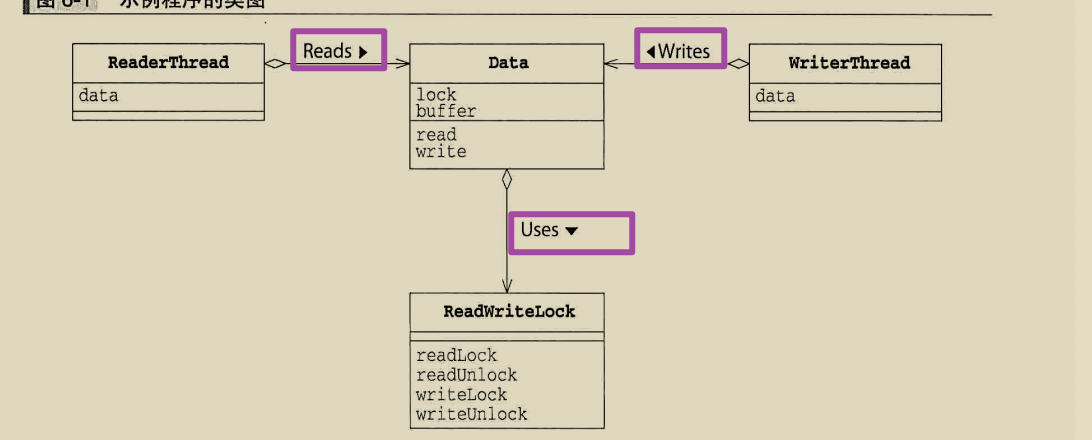 图 6-1 示例程序的类图
Reads ▶
◀Writes
ReaderThread
data
Data
lock
buffer
read
write
WriterThread
data
Uses ▼
ReadWriteLock
readLock
readUnlock
writeLock
writeUnlock